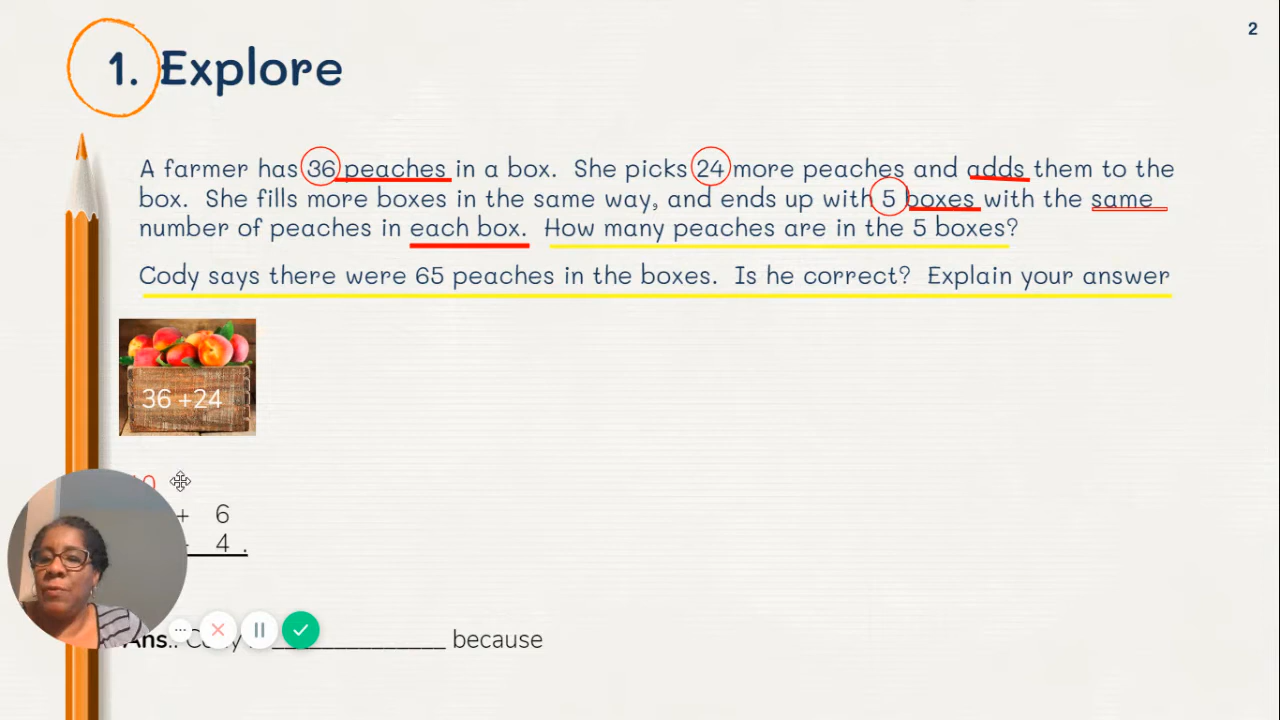 2
1. Explore
A farmer has 36 peaches in a box. She picks 24 more peaches and adds them to the
box. She fills more boxes in the same way, and ends up with 5 boxes with the same
number of peaches in each box. How many peaches are in the 5 boxes?
Cody says there were 65 peaches in the boxes. Is he correct? Explain your answer
36 +24
+ 6
4 .
Cody ______________ because